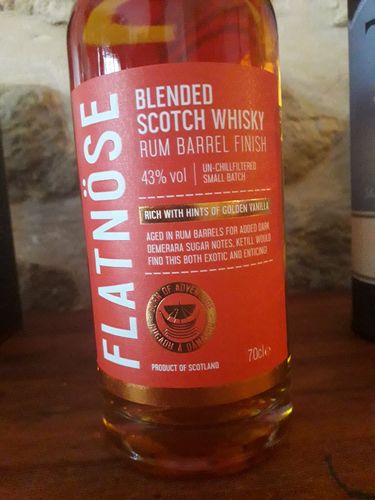 FLATNÖSE
BLENDED
SCOTCH WHISKY
RUM BARREL FINISH
43% vol
UN-CHILLFILTERED
SMALL BATCH
RICH WITH HINTS OF GOLDEN VANILLA
AGED IN RUM BARRELS FOR ADDED DARK
DEMERARA SUGAR NOTES, KETILL WOULD
FIND THIS BOTH EXOTIC AND ENTICING!
PRODUCT OF SCOTLAND
70cl e